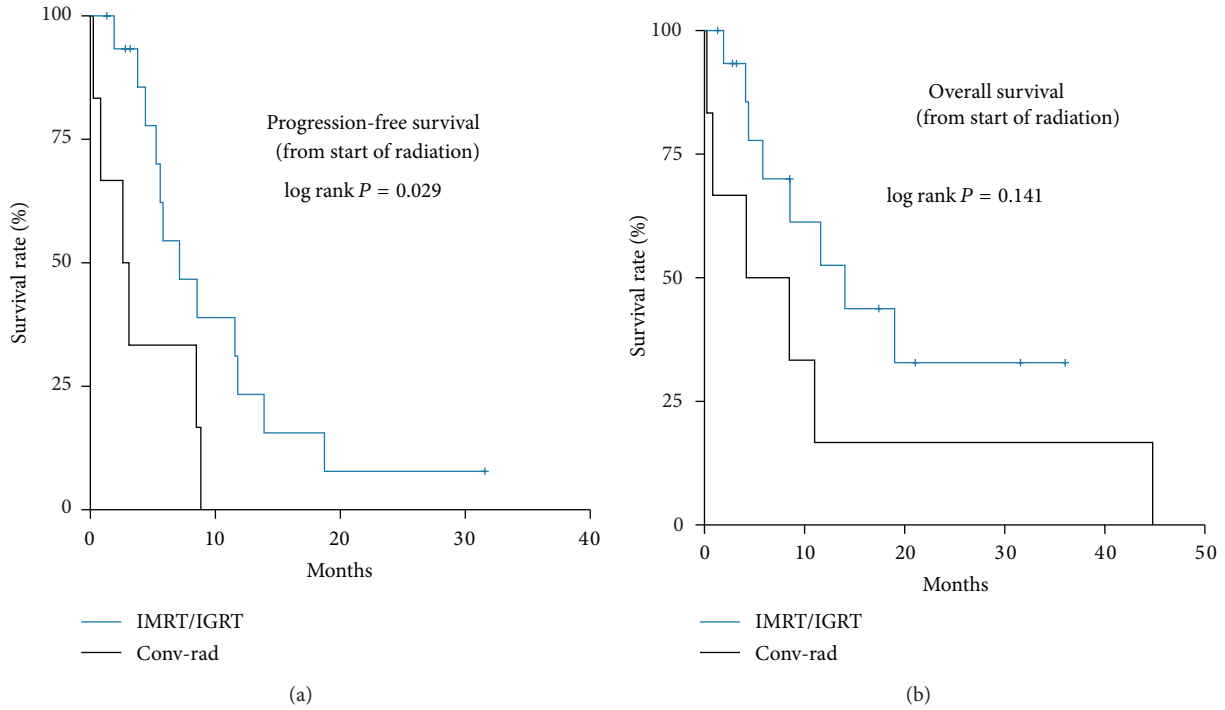 100
75
50
25
0
Survival rate (%)
Progression-free survival
(from start of radiation)
log rank P = 0.029
0 10 20 30 40
Months
IMRT/IGRT
Conv-rad
(a)
100
75
50
25
0
Survival rate (%)
Overall survival
(from start of radiation)
log rank P = 0.141
0 10 20 30 40 50
Months
IMRT/IGRT
Conv-rad
(b)